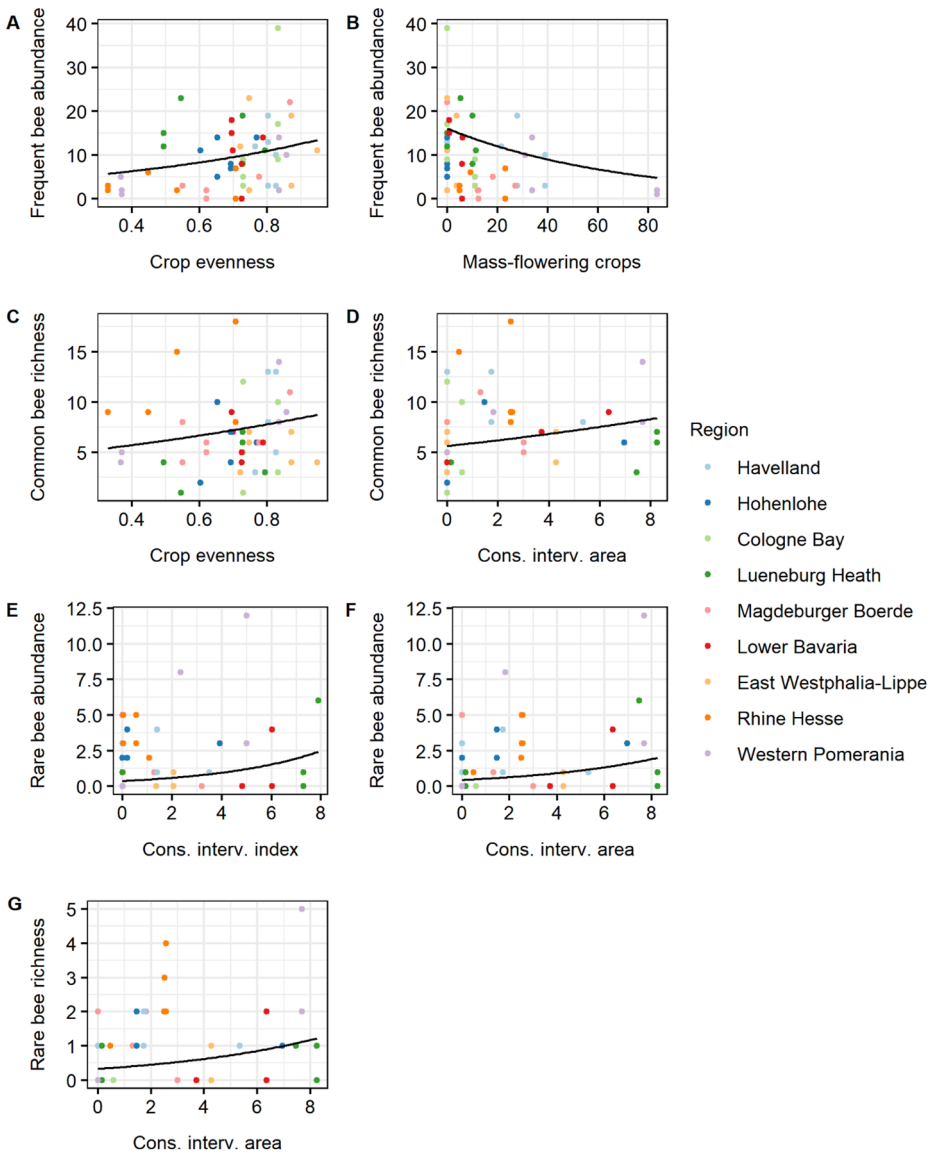 A
B
Frequent bee abundance
40
30
20
10
0
0.4
0.6
0.8
Crop evenness
Frequent bee abundance
40
30
20
10
0
0
20
40
60
80
Mass-flowering crops
C
D
Common bee richness
15
10
5
0.4
0.6
0.8
Crop evenness
Common bee richness
15
10
5
0
2
4
6
8
Cons. interv. area
Region
Havelland
Hohenlohe
Cologne Bay
Lueneburg Heath
Magdeburger Boerde
Lower Bavaria
East Westphalia-Lippe
Rhine Hesse
Western Pomerania
E
F
Rare bee abundance
12.5
10.0
7.5
5.0
2.5
0.0
0
2
4
6
8
Cons. interv. index
Rare bee abundance
12.5
10.0
7.5
5.0
2.5
0.0
0
2
4
6
8
Cons. interv. area
G
Rare bee richness
5
4
3
2
1
0
0
2
4
6
8
Cons. interv. area